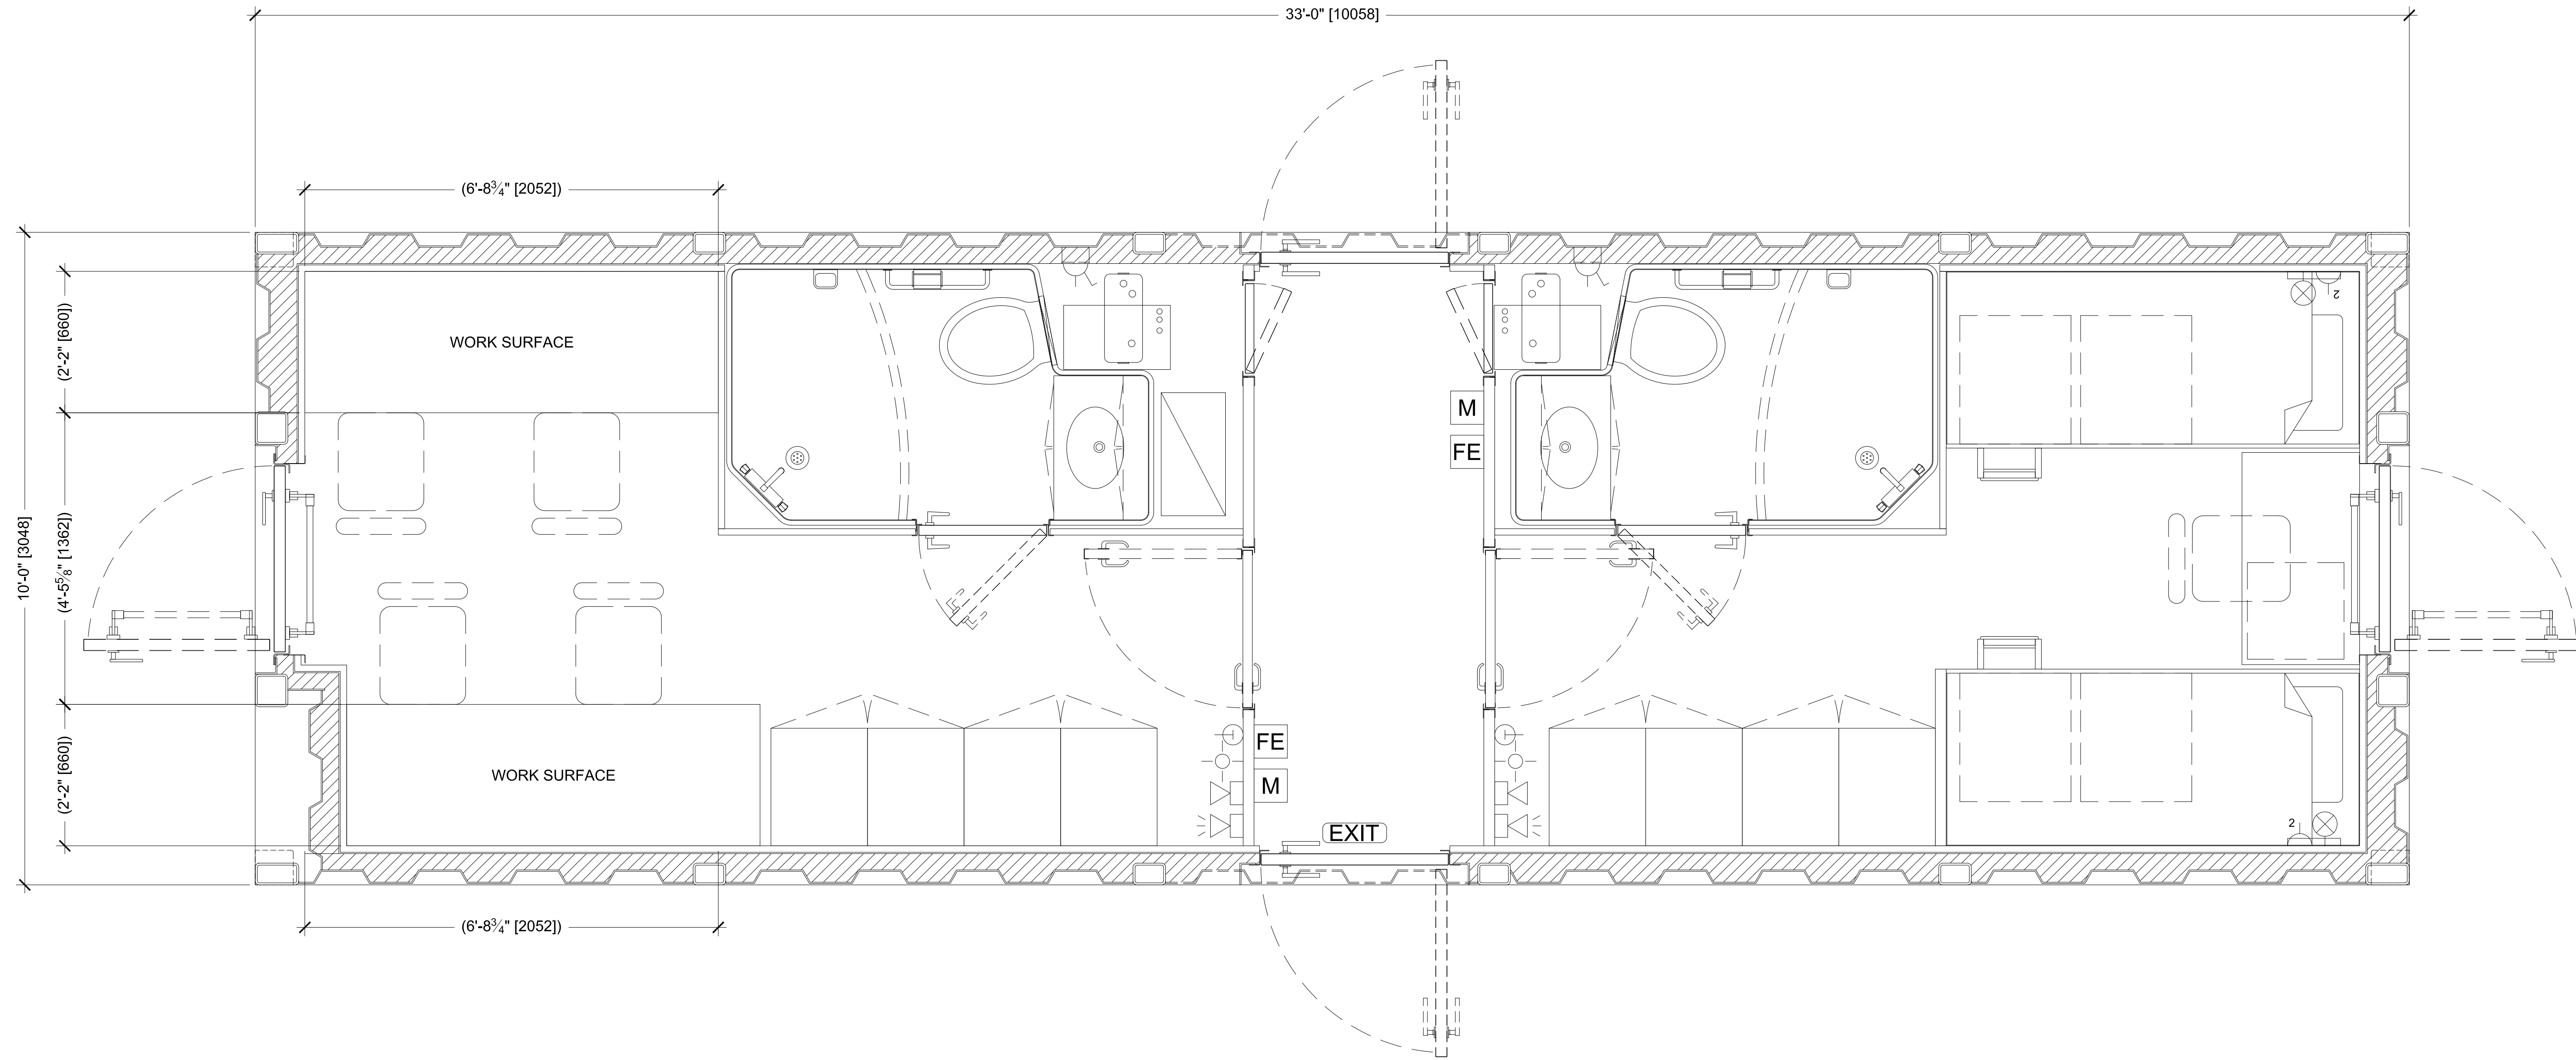 33'-0" [10058]
(6'-8¾" [2052])
10'-0" [3048]
(2'-2" [660])
(4'-5⅝" [1362])
(2'-2" [660])
WORK SURFACE
2
M
FE
FE
M
WORK SURFACE
EXIT
2
(6'-8¾" [2052])